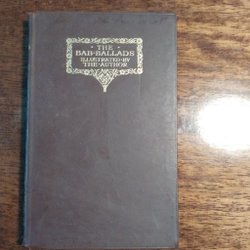 · THE ·
BAB·BALLADS
ILLUSTRATED·BY
THE·AUTHOR